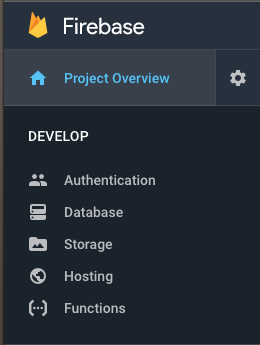 Firebase
Project Overview
DEVELOP
Authentication
Database
Storage
Hosting
Functions